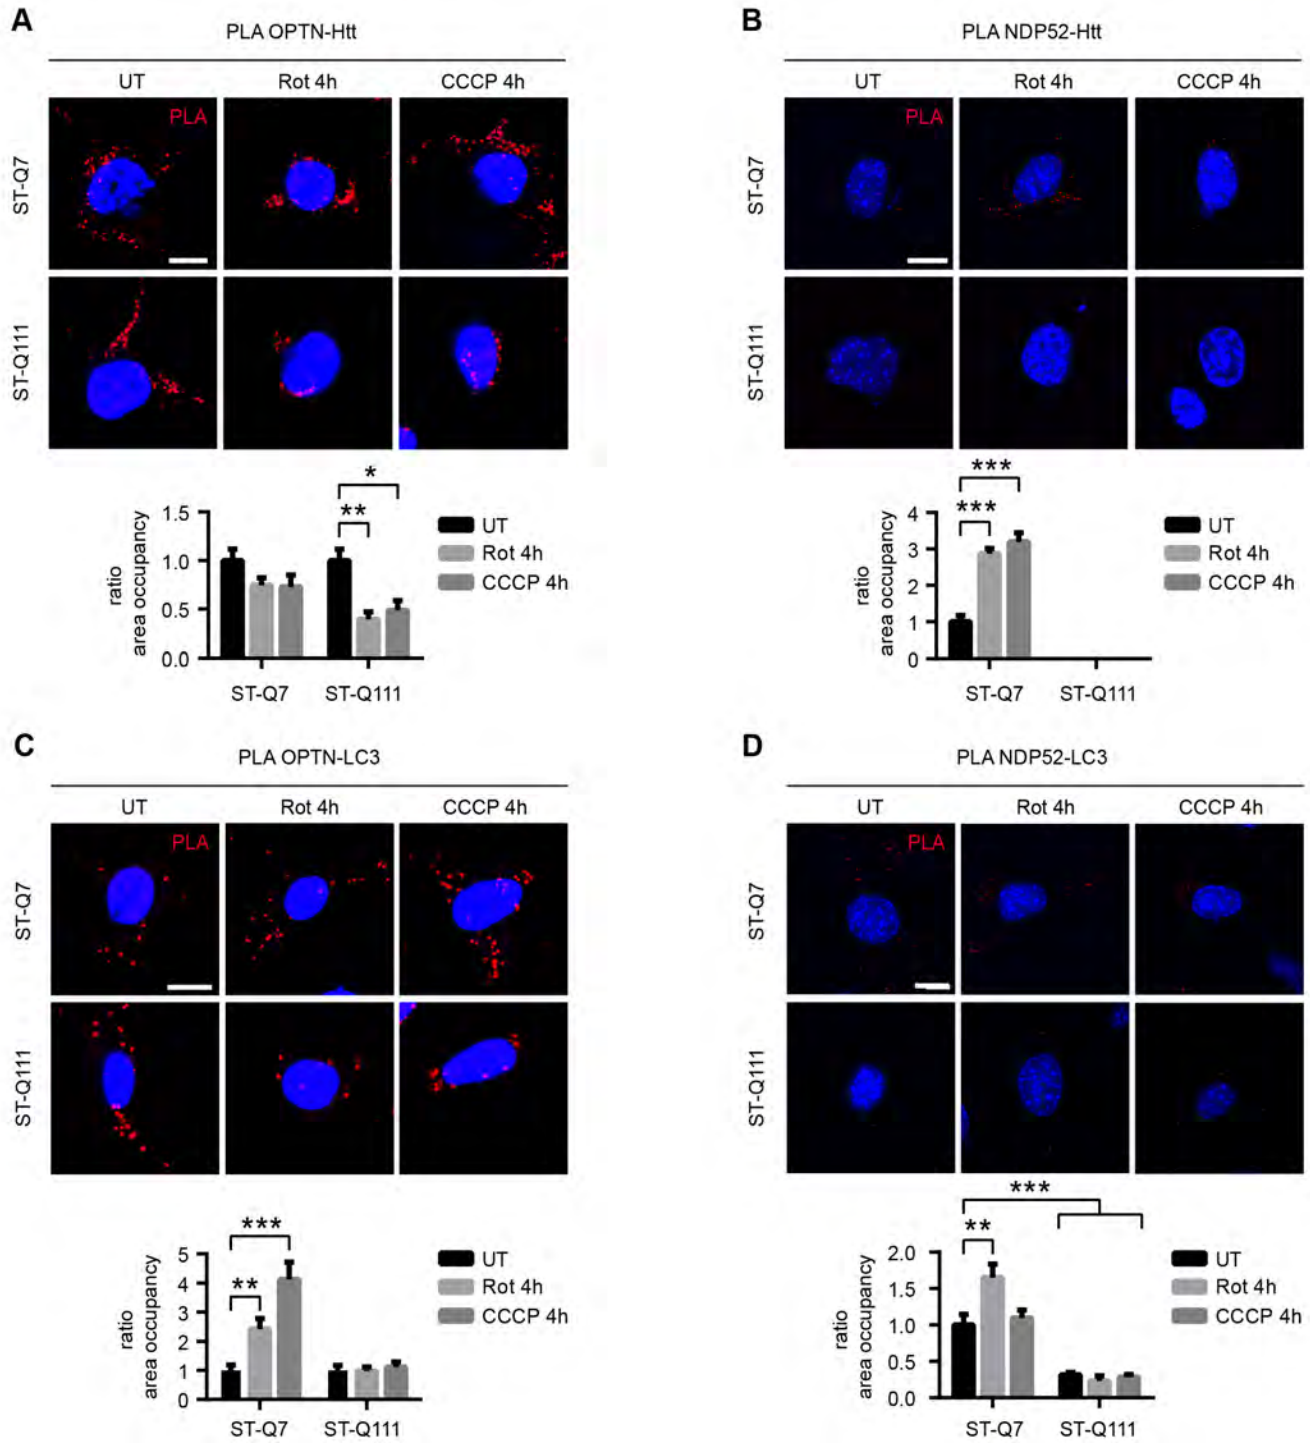 A
PLA OPTN-Htt
UT Rot 4h CCCP 4h
PLA
ST-Q7
ST-Q111
*
**
ratio
area occupancy
1.5
1.0
0.5
0.0
UT
Rot 4h
CCCP 4h
ST-Q7 ST-Q111
B
PLA NDP52-Htt
UT Rot 4h CCCP 4h
PLA
ST-Q7
ST-Q111
***
***
ratio
area occupancy
4
3
2
1
0
UT
Rot 4h
CCCP 4h
ST-Q7 ST-Q111
C
PLA OPTN-LC3
UT Rot 4h CCCP 4h
PLA
ST-Q7
ST-Q111
***
**
ratio
area occupancy
5
4
3
2
1
0
UT
Rot 4h
CCCP 4h
ST-Q7 ST-Q111
D
PLA NDP52-LC3
UT Rot 4h CCCP 4h
PLA
ST-Q7
ST-Q111
***
**
ratio
area occupancy
2.0
1.5
1.0
0.5
0.0
UT
Rot 4h
CCCP 4h
ST-Q7 ST-Q111